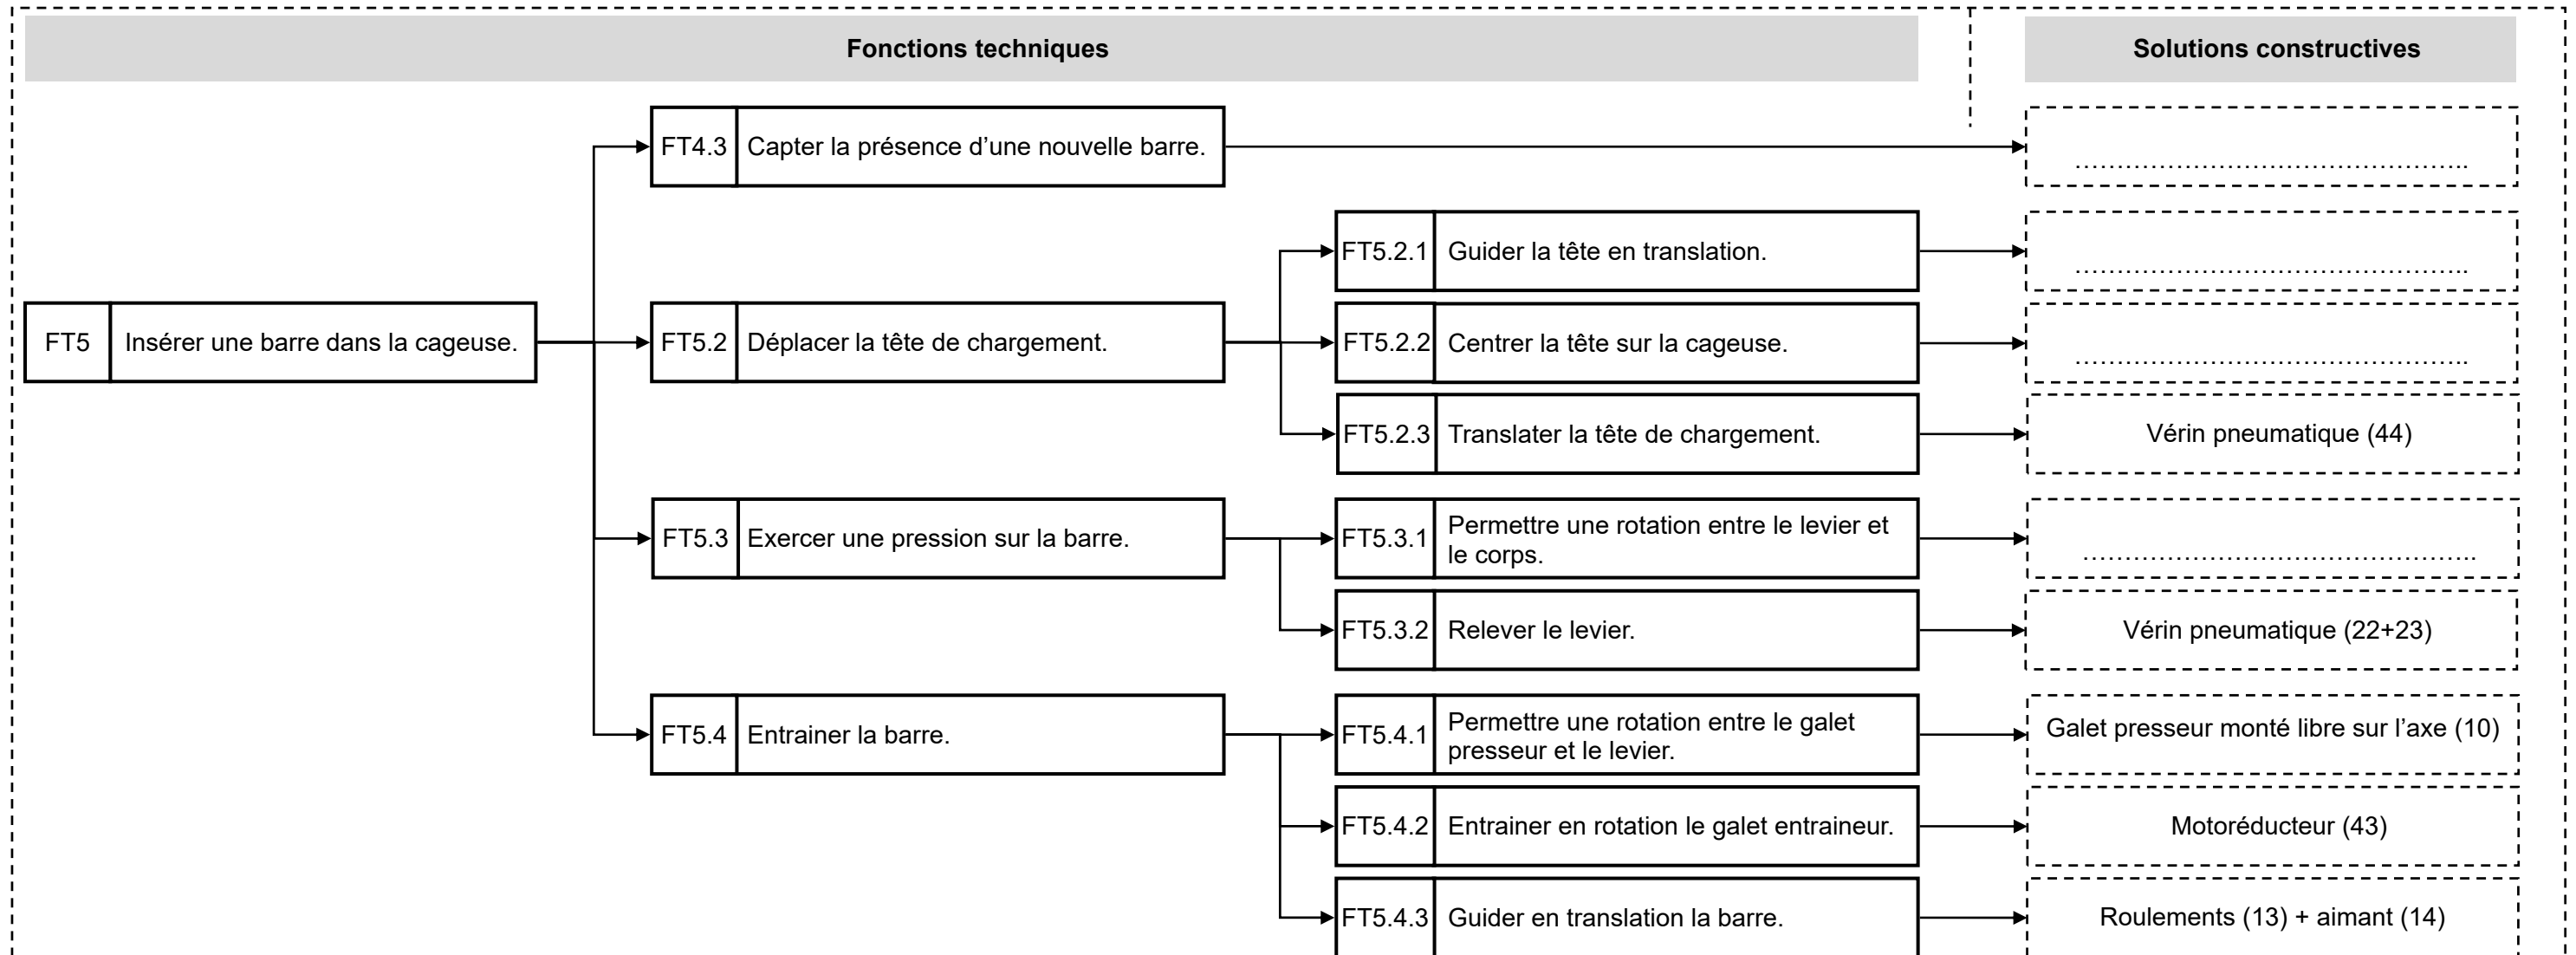 Fonctions techniques
Solutions constructives
FT4.3 Capter la présence d’une nouvelle barre.
…………………………………………..
FT5.2.1 Guider la tête en translation.
…………………………………………..
FT5 Insérer une barre dans la cageuse.
FT5.2 Déplacer la tête de chargement.
FT5.2.2 Centrer la tête sur la cageuse.
…………………………………………..
FT5.2.3 Translater la tête de chargement.
Vérin pneumatique (44)
FT5.3 Exercer une pression sur la barre.
FT5.3.1 Permettre une rotation entre le levier et
le corps.
…………………………………………..
FT5.3.2 Relever le levier.
Vérin pneumatique (22+23)
FT5.4 Entrainer la barre.
FT5.4.1 Permettre une rotation entre le galet
presseur et le levier.
Galet presseur monté libre sur l’axe (10)
FT5.4.2 Entrainer en rotation le galet entraineur.
Motoréducteur (43)
FT5.4.3 Guider en translation la barre.
Roulements (13) + aimant (14)